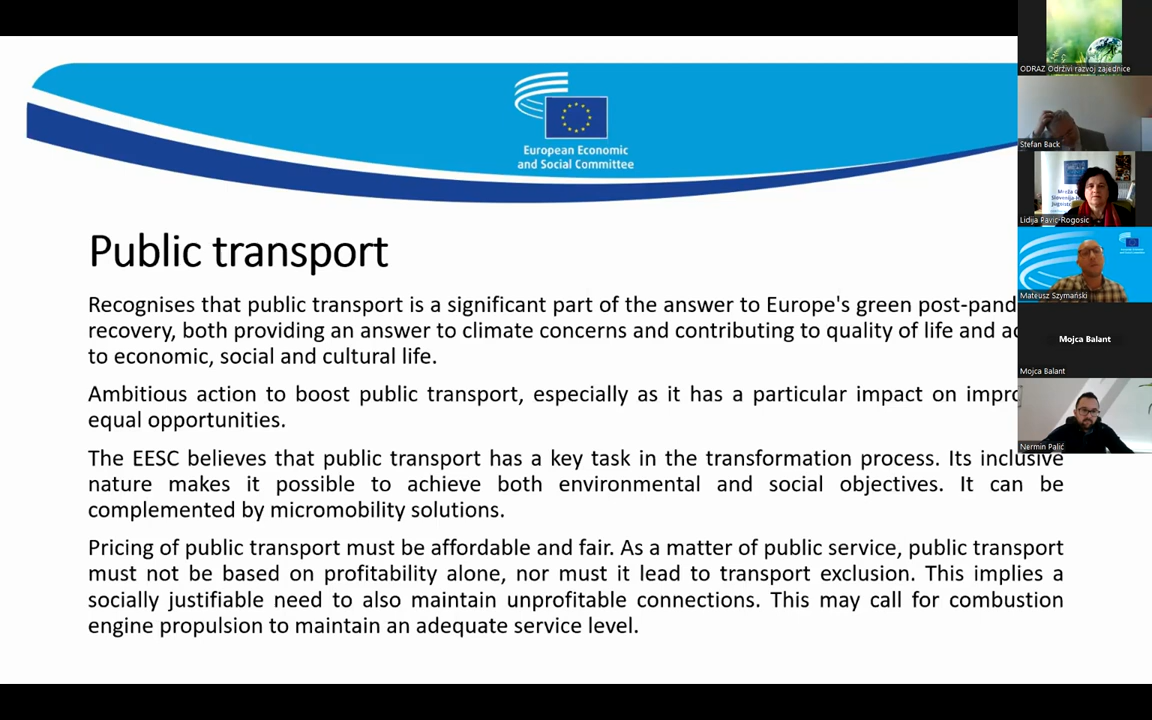 European Economic
and Social Committee
Public transport
Recognises that public transport is a significant part of the answer to Europe's green post-pand
recovery, both providing an answer to climate concerns and contributing to quality of life and ac
to economic, social and cultural life.
Ambitious action to boost public transport, especially as it has a particular impact on impro
equal opportunities.
The EESC believes that public transport has a key task in the transformation process. Its inclusive
nature makes it possible to achieve both environmental and social objectives. It can be
complemented by micromobility solutions.
Pricing of public transport must be affordable and fair. As a matter of public service, public transport
must not be based on profitability alone, nor must it lead to transport exclusion. This implies a
socially justifiable need to also maintain unprofitable connections. This may call for combustion
engine propulsion to maintain an adequate service level.
ODRAZ Održivi razvoj zajednice
Stefan Back
Lidija Pavic-Rogosic
Mateusz Szymański
Mojca Balant
Mojca Balant
Nermin Palić